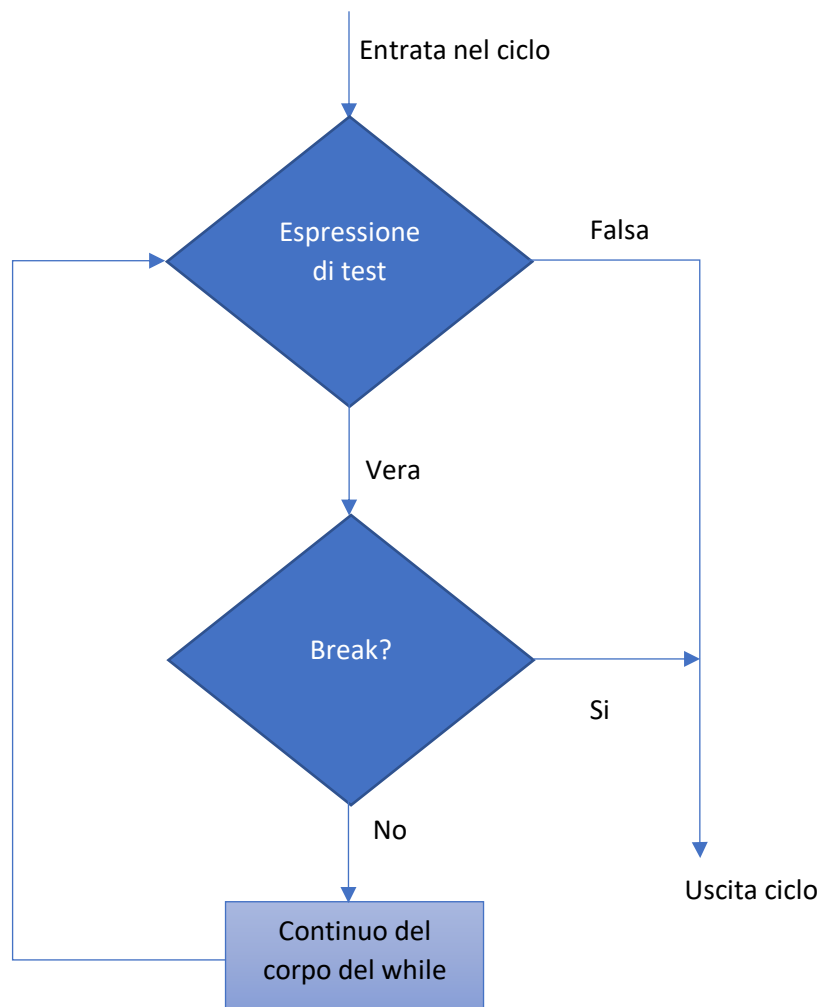 Entrata nel ciclo
Espressione
di test
Falsa
Vera
Break?
Si
No
Uscita ciclo
Continuo del
corpo del while